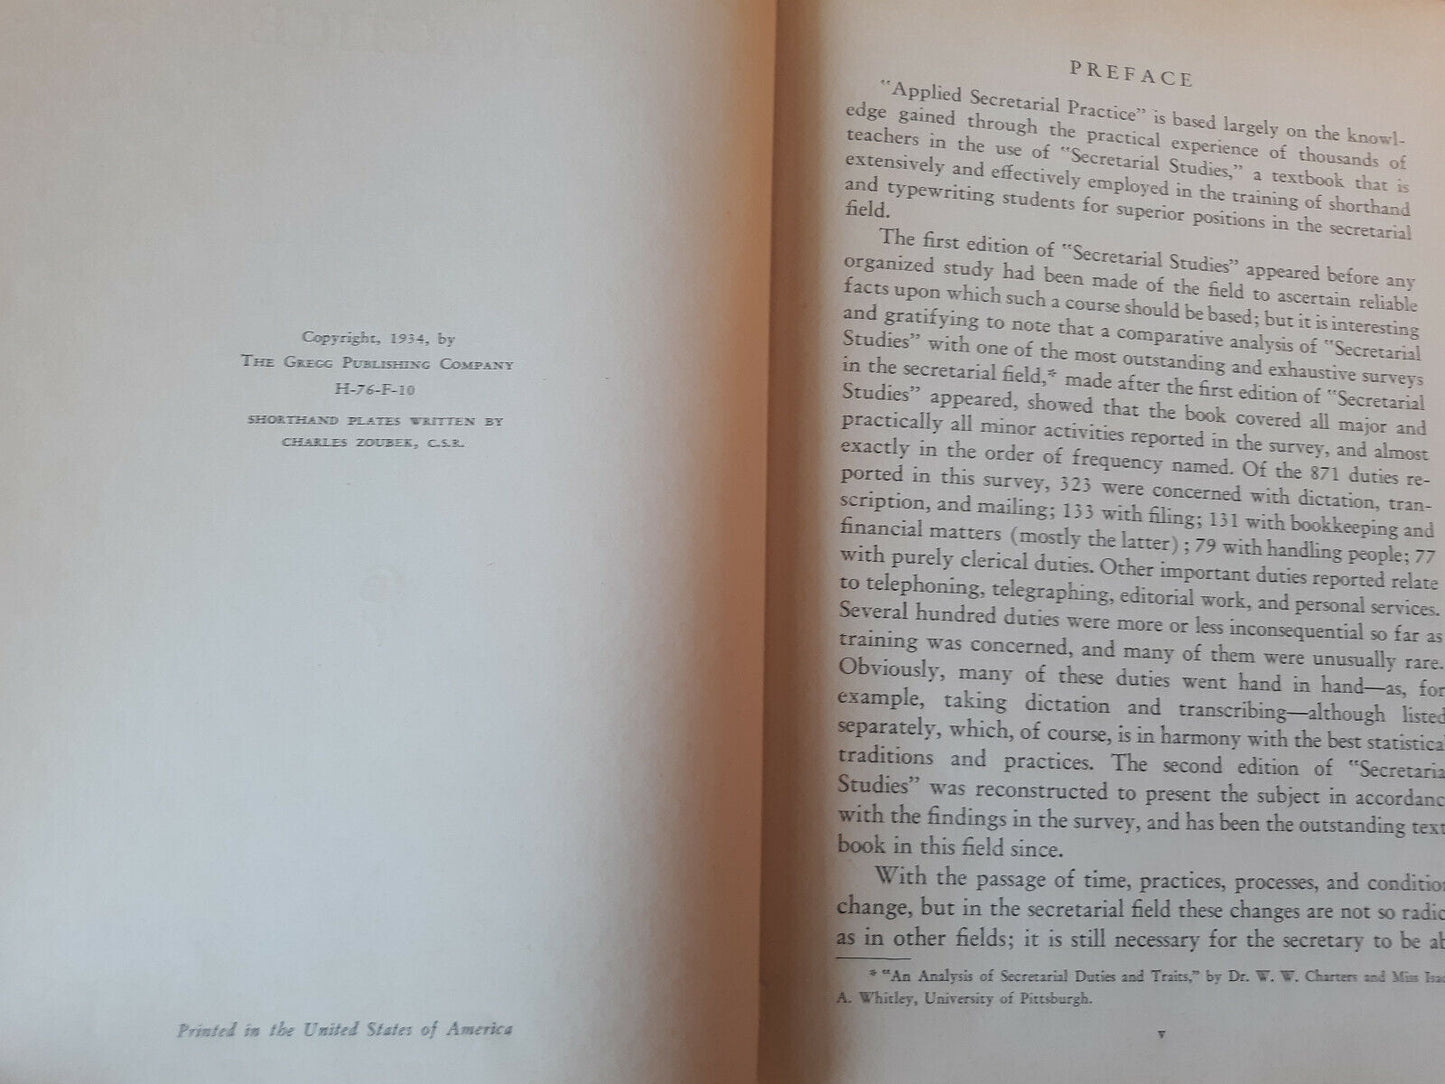 Copyright, 1934, by
THE GREGG PUBLISHING COMPANY
H-76-F-10
SHORTHAND PLATES WRITTEN BY
CHARLES ZOUBEK, C.S.R.
Printed in the United States of America
PREFACE
"Applied Secretarial Practice" is based largely on the knowl-
edge gained through the practical experience of thousands of
teachers in the use of "Secretarial Studies," a textbook that is
extensively and effectively employed in the training of shorthand
and typewriting students for superior positions in the secretarial
field.
The first edition of "Secretarial Studies" appeared before any
organized study had been made of the field to ascertain reliable
facts upon which such a course should be based; but it is interesting
and gratifying to note that a comparative analysis of "Secretarial
Studies" with one of the most outstanding and exhaustive surveys
in the secretarial field,* made after the first edition of "Secretarial
Studies" appeared, showed that the book covered all major and
practically all minor activities reported in the survey, and almost
exactly in the order of frequency named. Of the 871 duties re-
ported in this survey, 323 were concerned with dictation, tran-
scription, and mailing; 133 with filing; 131 with bookkeeping and
financial matters (mostly the latter); 79 with handling people; 77
with purely clerical duties. Other important duties reported relate
to telephoning, telegraphing, editorial work, and personal services.
Several hundred duties were more or less inconsequential so far as
training was concerned, and many of them were unusually rare.
Obviously, many of these duties went hand in hand—as, for
example, taking dictation and transcribing—although listed
separately, which, of course, is in harmony with the best statistica
traditions and practices. The second edition of "Secretaria
Studies" was reconstructed to present the subject in accordanc
with the findings in the survey, and has been the outstanding text
book in this field since.
With the passage of time, practices, processes, and condition
change, but in the secretarial field these changes are not so radic
as in other fields; it is still necessary for the secretary to be ab
* "An Analysis of Secretarial Duties and Traits," by Dr. W. W. Charters and Miss Isa
A. Whitley, University of Pittsburgh.
v